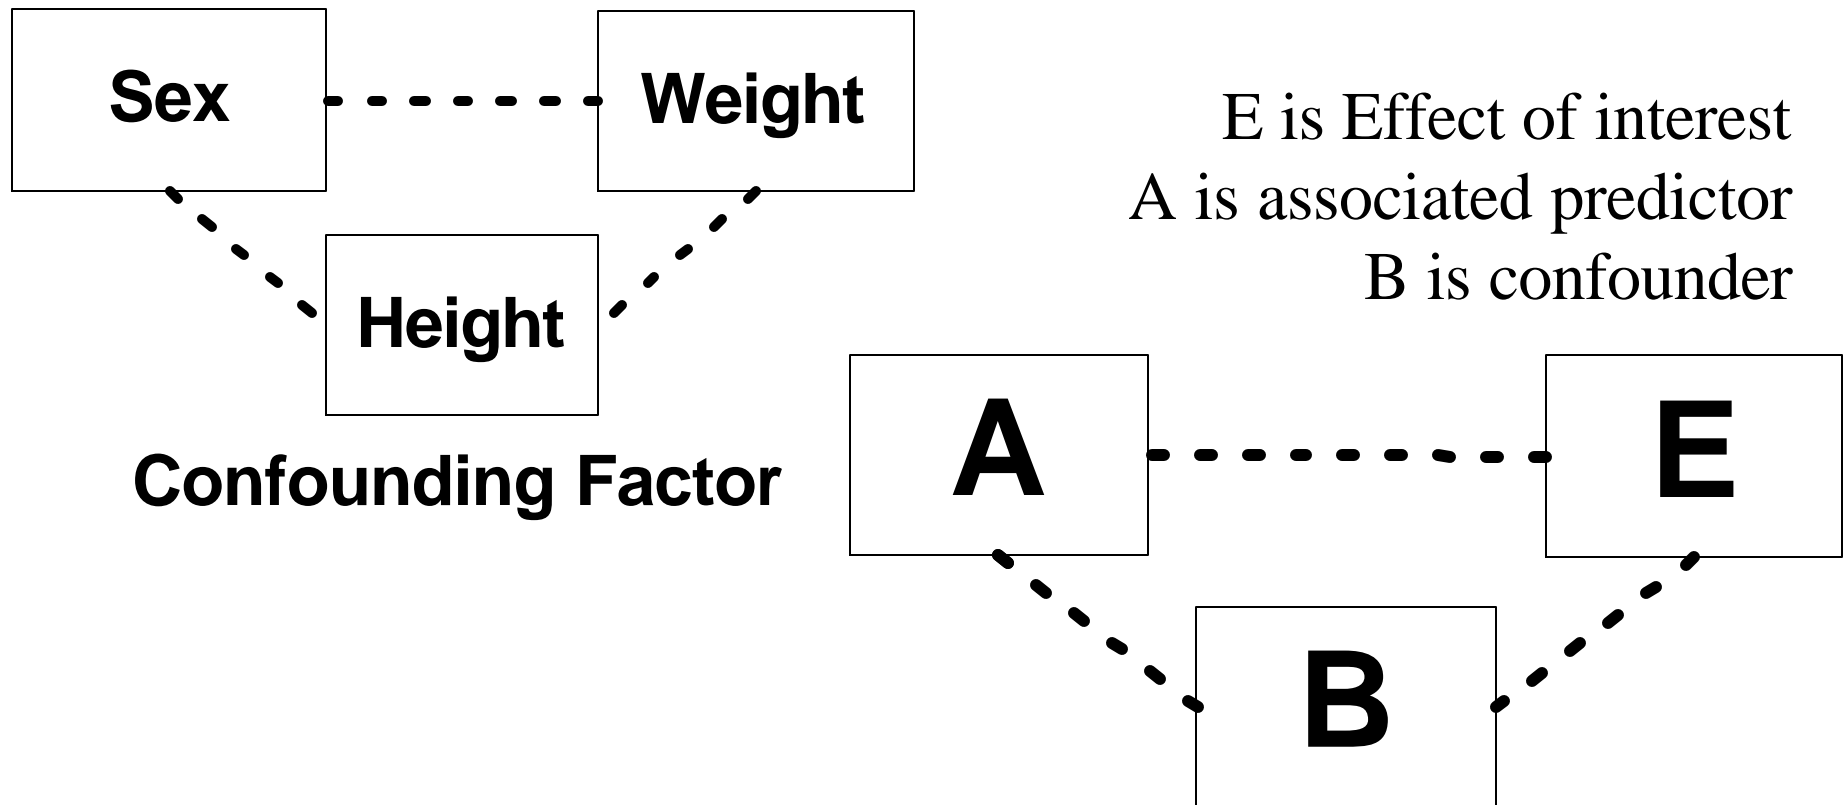 Sex
Weight
Height
Confounding Factor
E is Effect of interest
A is associated predictor
B is confounder
A
E
B